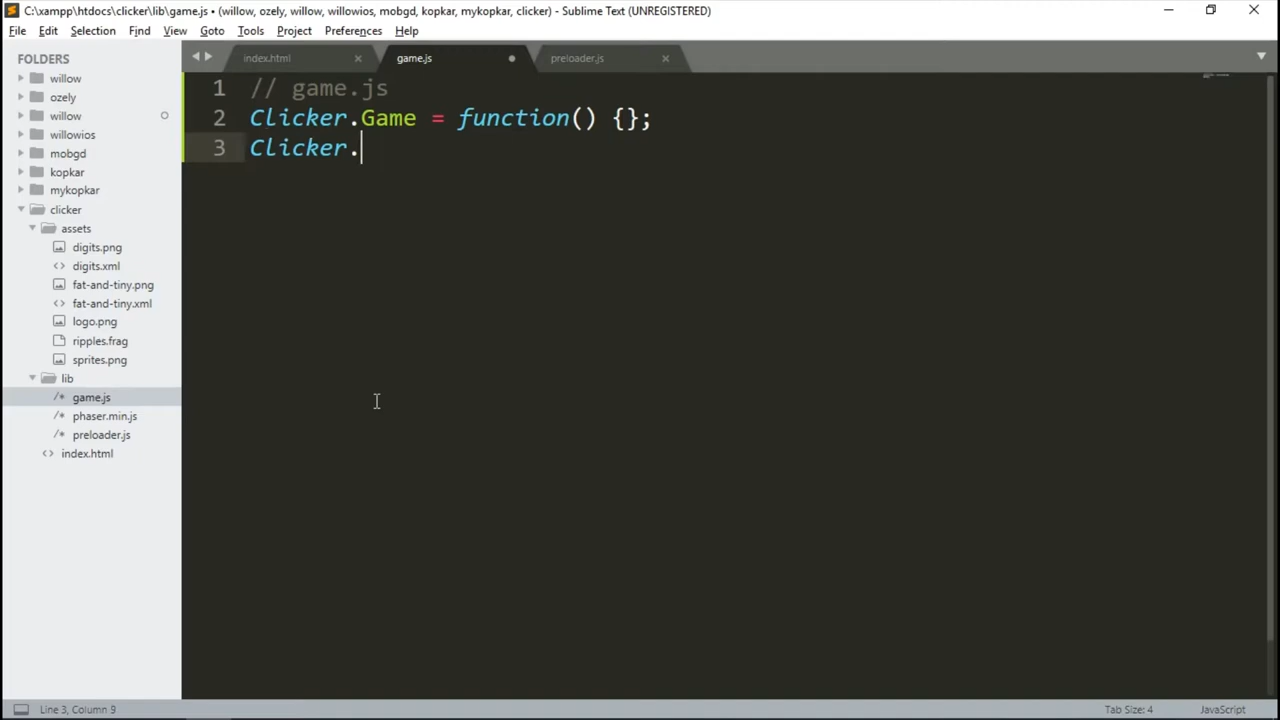 C:\xampp\htdocs\clicker\lib\game.js • (willow, ozely, willow, willowios, mobgd, kopkar, mykopkar, clicker) - Sublime Text (UNREGISTERED)
File Edit Selection Find View Goto Tools Project Preferences Help
FOLDERS
willow
ozely
willow
willowios
mobgd
kopkar
mykopkar
clicker
assets
digits.png
<> digits.xml
fat-and-tiny.png
<> fat-and-tiny.xml
logo.png
ripples.frag
sprites.png
lib
/* game.js
/* phaser.min.js
/* preloader.js
<> index.html
index.html game.js preloader.js
1 // game.js
2 Clicker.Game = function() {};
3 Clicker.
Line 3, Column 9 Tab Size: 4 JavaScript